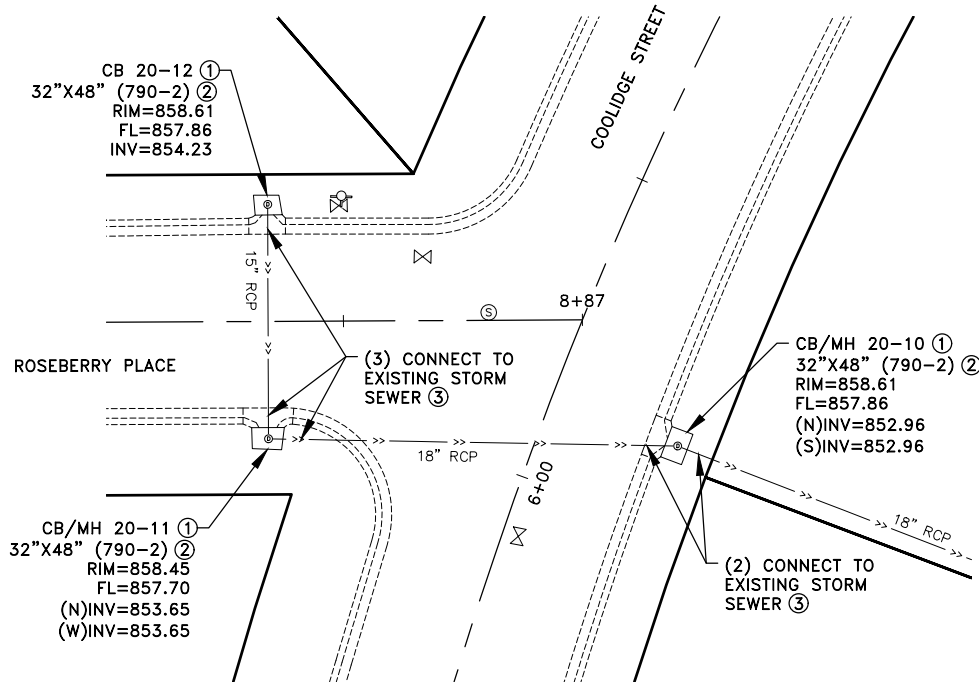 COOLIDGE STREET
CB 20-12 ①
32”X48” (790-2) ②
RIM=858.61
FL=857.86
INV=854.23
15” RCP
S
8+87
ROSEBERRY PLACE
(3) CONNECT TO
EXISTING STORM
SEWER ③
CB/MH 20-10 ①
32”X48” (790-2) ②
RIM=858.61
FL=857.86
(N)INV=852.96
(S)INV=852.96
18” RCP
6+00
18” RCP
CB/MH 20-11 ①
32”X48” (790-2) ②
RIM=858.45
FL=857.70
(N)INV=853.65
(W)INV=853.65
(2) CONNECT TO
EXISTING STORM
SEWER ③